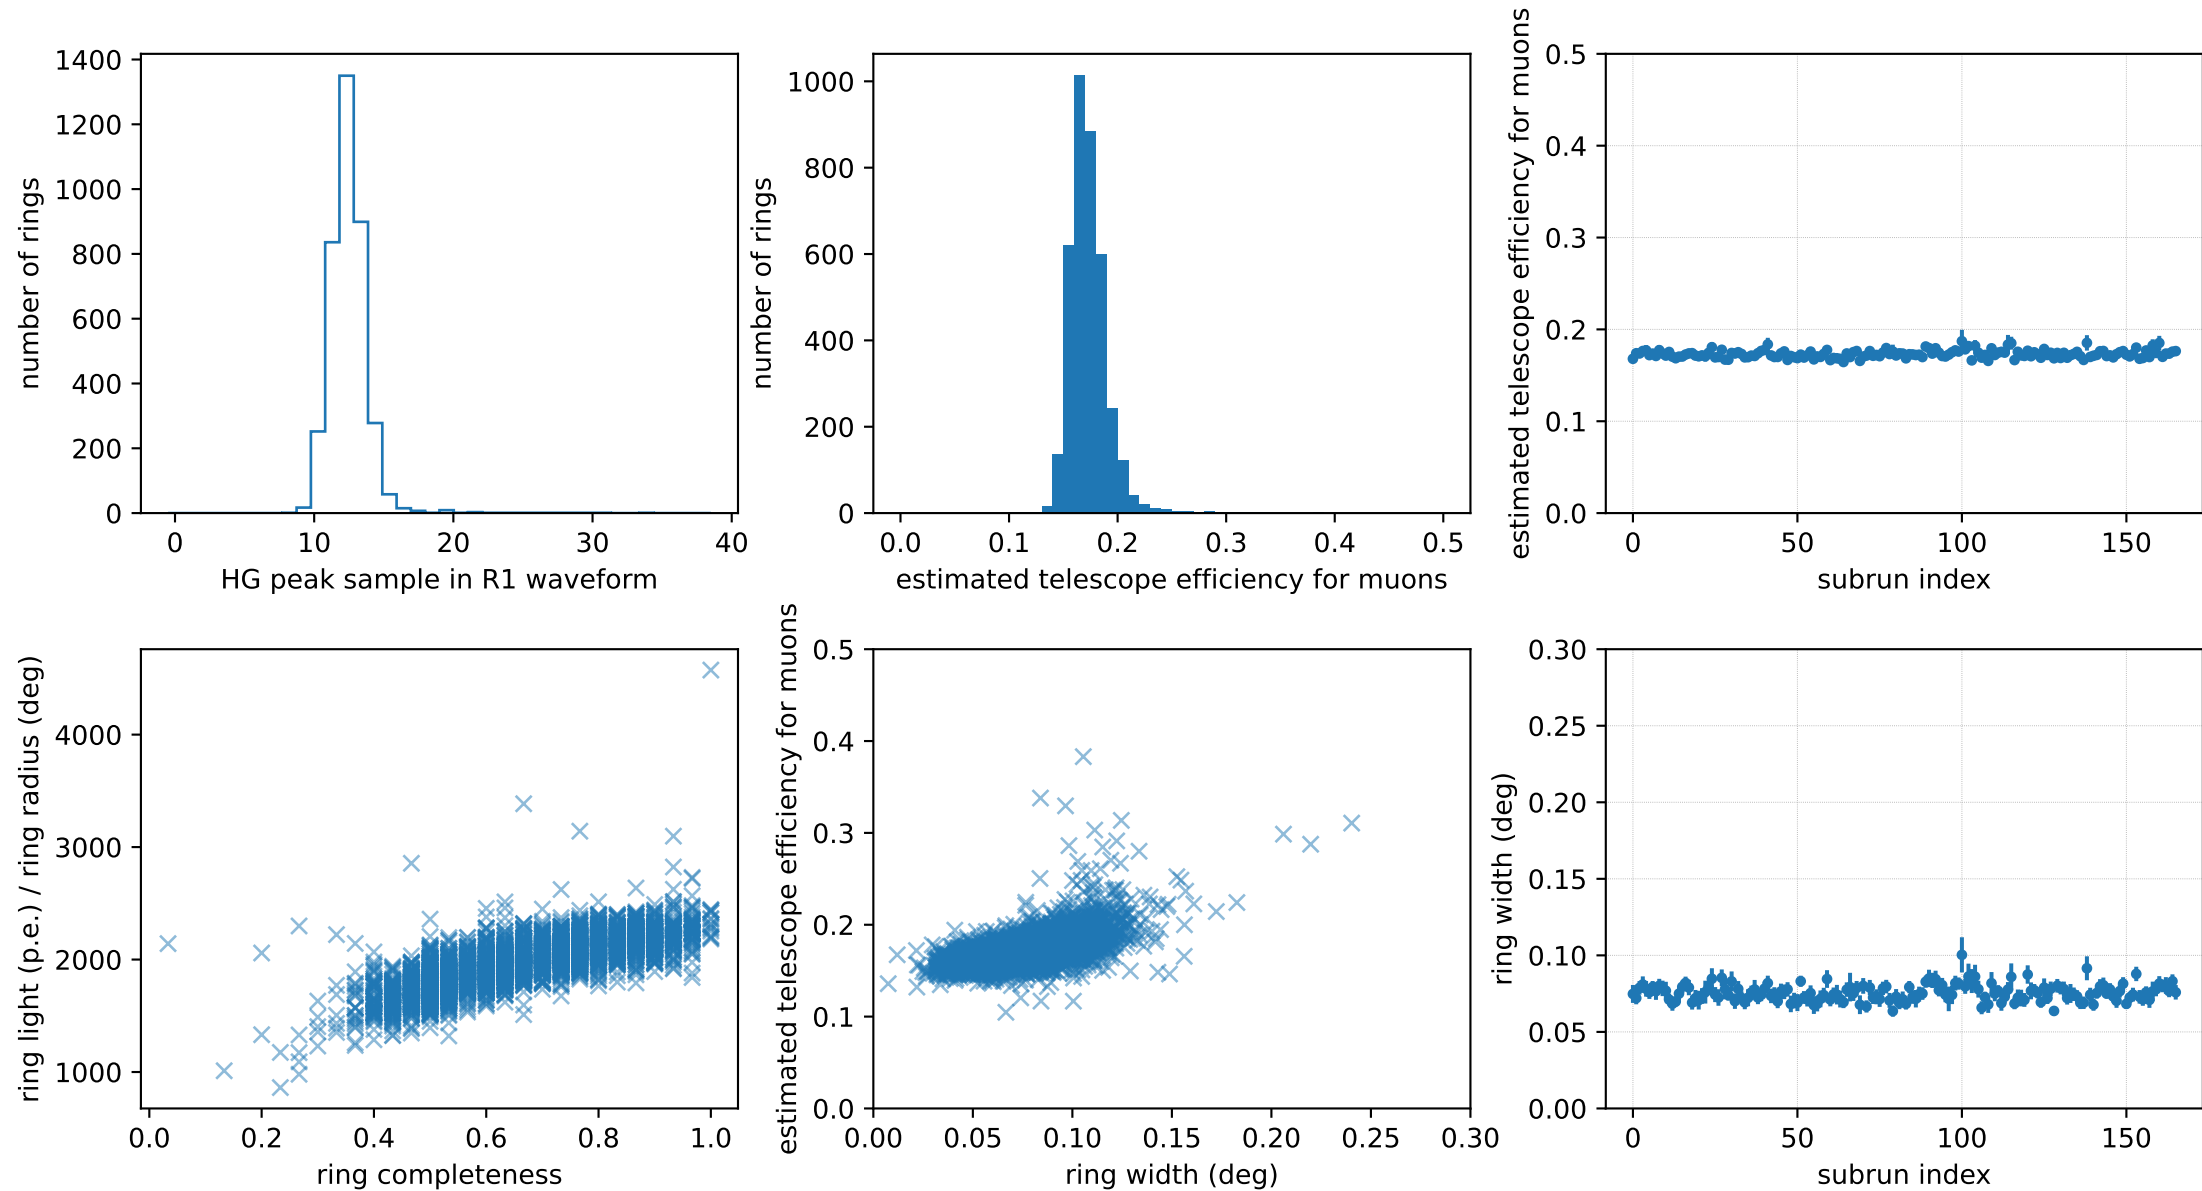 1400
1200
1000
800
600
400
200
0
number of rings
0 10 20 30 40
HG peak sample in R1 waveform
1000
800
600
400
200
0
number of rings
0.0 0.1 0.2 0.3 0.4 0.5
estimated telescope efficiency for muons
0.5
0.4
0.3
0.2
0.1
0.0
estimated telescope efficiency for muons
0 50 100 150
subrun index
4000
3000
2000
1000
ring light (p.e.) / ring radius (deg)
0.0 0.2 0.4 0.6 0.8 1.0
ring completeness
0.5
0.4
0.3
0.2
0.1
0.0
estimated telescope efficiency for muons
0.00 0.05 0.10 0.15 0.20 0.25 0.30
ring width (deg)
0.30
0.25
0.20
0.15
0.10
0.05
0.00
ring width (deg)
0 50 100 150
subrun index